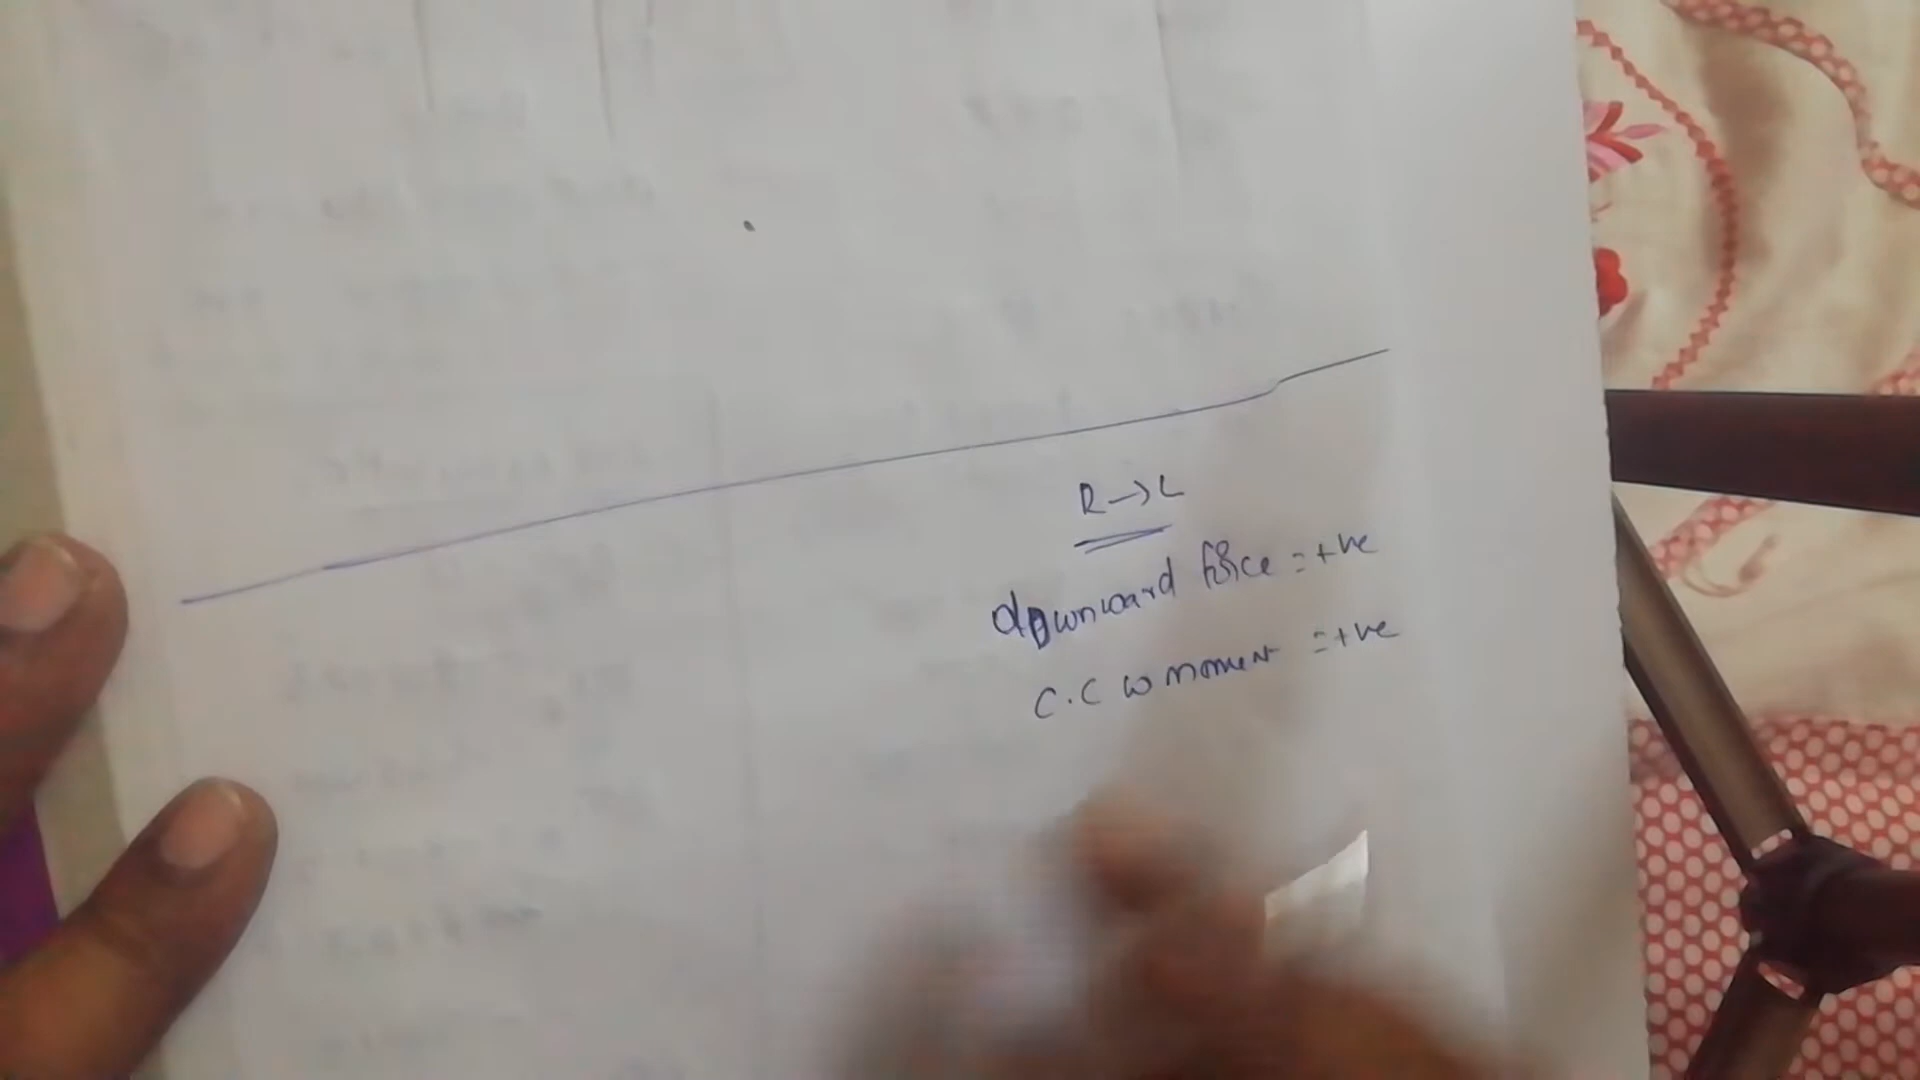 R→L
downward force = +ve
C.C w moment = +ve